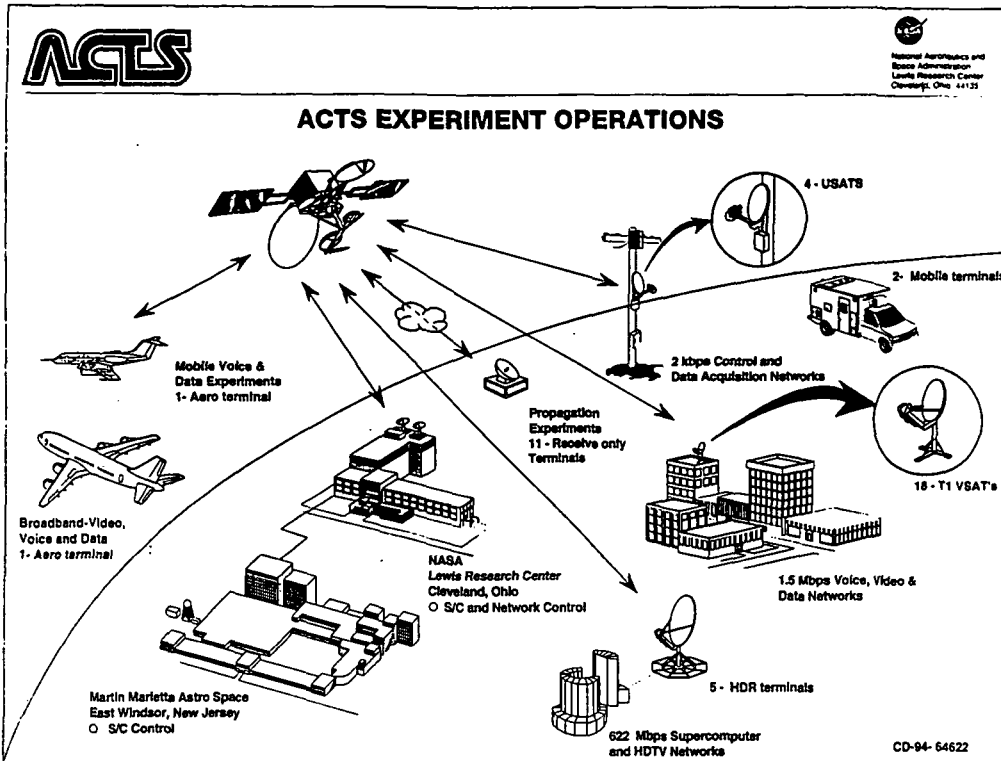 ACTS
NASA
National Aeronautics and
Space Administration
Lewis Research Center
Cleveland, Ohio 44135
ACTS EXPERIMENT OPERATIONS
4 - USATS
2- Mobile terminals
2 kbps Control and
Data Acquisition Networks
Mobile Voice &
Data Experiments
1- Aero terminal
Propagation
Experiments
11 - Receive only
Terminals
18 - T1 VSAT's
Broadband-Video,
Voice and Data
1- Aero terminal
NASA
Lewis Research Center
Cleveland, Ohio
O S/C and Network Control
1.5 Mbps Voice, Video &
Data Networks
5 - HDR terminals
Martin Marietta Astro Space
East Windsor, New Jersey
O S/C Control
622 Mbps Supercomputer
and HDTV Networks
CD-94-64622